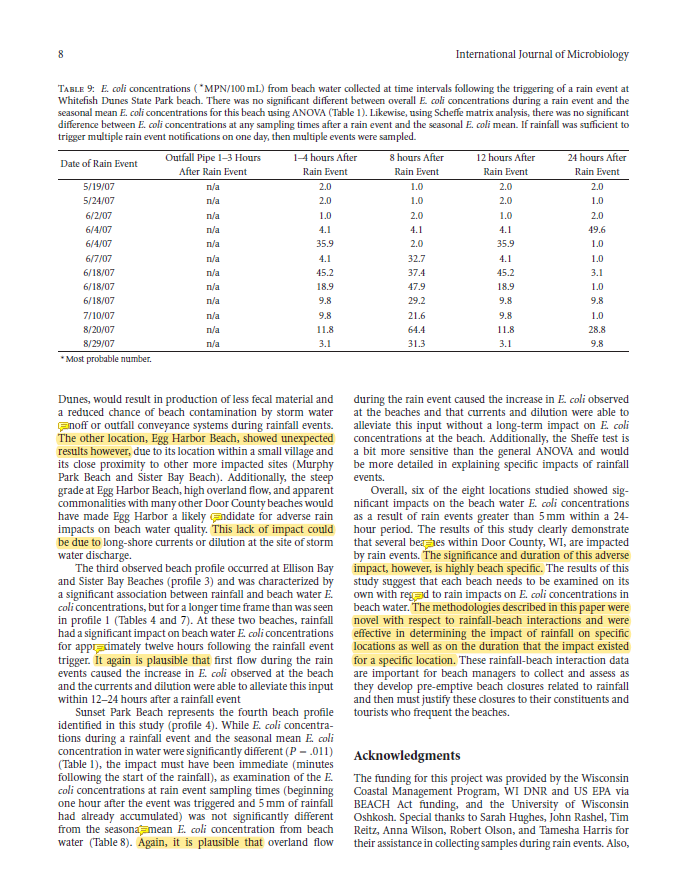 8
International Journal of Microbiology
TABLE 9: E. coli concentrations (*MPN/100 mL) from beach water collected at time intervals following the triggering of a rain event at
Whitefish Dunes State Park beach. There was no significant different between overall E. coli concentrations during a rain event and the
seasonal mean E. coli concentrations for this beach using ANOVA (Table 1). Likewise, using Scheffe matrix analysis, there was no significant
difference between E. coli concentrations at any sampling times after a rain event and the seasonal E. coli mean. If rainfall was sufficient to
trigger multiple rain event notifications on one day, then multiple events were sampled.
Date of Rain Event Outfall Pipe 1–3 Hours After Rain Event 1–4 hours After Rain Event 8 hours After Rain Event 12 hours After Rain Event 24 hours After Rain Event
5/19/07 n/a 2.0 1.0 2.0 2.0
5/24/07 n/a 2.0 2.0 2.0 1.0
6/2/07 n/a 1.0 2.0 1.0 2.0
6/4/07 n/a 4.1 4.1 4.1 49.6
6/4/07 n/a 35.9 2.0 35.9 1.0
6/7/07 n/a 4.1 32.7 4.1 1.0
6/18/07 n/a 45.2 37.4 45.2 3.1
6/18/07 n/a 18.9 47.9 18.9 1.0
6/18/07 n/a 9.8 29.2 9.8 9.8
7/10/07 n/a 9.8 21.6 9.8 1.0
8/20/07 n/a 11.8 64.4 11.8 28.8
8/29/07 n/a 3.1 31.3 3.1 9.8
*Most probable number.
Dunes, would result in production of less fecal material and
a reduced chance of beach contamination by storm water
or outfall conveyance systems during rainfall events.
The other location, Egg Harbor Beach, showed unexpected
results however, due to its location within a small village and
its close proximity to other more impacted sites (Murphy
Park Beach and Sister Bay Beach). Additionally, the steep
grade at Egg Harbor Beach, high overland flow, and apparent
commonalities with many other Door County beaches would
have made Egg Harbor a likely for adverse rain
impacts on beach water quality. This lack of impact could
be due to long-shore currents or dilution at the site of storm
water discharge.
The third observed beach profile occurred at Ellison Bay
and Sister Bay Beaches (profile 3) and was characterized by
a significant association between rainfall and beach water E.
coli concentrations, but for a longer time frame than was seen
in profile 1 (Tables 4 and 7). At these two beaches, rainfall
had a significant impact on beach water E. coli concentrations
for twelve hours following the rainfall event
trigger. It again is plausible that first flow during the rain
events caused the increase in E. coli observed at the beach
and the currents and dilution were able to alleviate this input
within 12–24 hours after a rainfall event
Sunset Park Beach represents the fourth beach profile
identified in this study (profile 4). While E. coli concentra-
tions during a rainfall event and the seasonal mean E. coli
concentration in water were significantly different (P = .011)
(Table 1), the impact must have been immediate (minutes
following the start of the rainfall), as examination of the E.
coli concentrations at rain event sampling times (beginning
one hour after the event was triggered and 5 mm of rainfall
had already accumulated) was not significantly different
from the seasonal mean E. coli concentration from beach
water (Table 8). Again, it is plausible that overland flow
during the rain event caused the increase in E. coli observed
at the beaches and that currents and dilution were able to
alleviate this input without a long-term impact on E. coli
concentrations at the beach. Additionally, the Sheffe test is
a bit more sensitive than the general ANOVA and would
be more detailed in explaining specific impacts of rainfall
events.
Overall, six of the eight locations studied showed sig-
nificant impacts on the beach water E. coli concentrations
as a result of rain events greater than 5 mm within a 24-
hour period. The results of this study clearly demonstrate
that several beaches within Door County, WI, are impacted
by rain events. The significance and duration of this adverse
impact, however, is highly beach specific. The results of this
study suggest that each beach needs to be examined on its
own with regard to rain impacts on E. coli concentrations in
beach water. The methodologies described in this paper were
novel with respect to rainfall-beach interactions and were
effective in determining the impact of rainfall on specific
locations as well as on the duration that the impact existed
for a specific location. These rainfall-beach interaction data
are important for beach managers to collect and assess as
they develop pre-emptive beach closures related to rainfall
and then must justify these closures to their constituents and
tourists who frequent the beaches.
Acknowledgments
The funding for this project was provided by the Wisconsin
Coastal Management Program, WI DNR and US EPA via
BEACH Act funding, and the University of Wisconsin
Oshkosh. Special thanks to Sarah Hughes, John Rashel, Tim
Reitz, Anna Wilson, Robert Olson, and Tamesha Harris for
their assistance in collecting samples during rain events. Also,